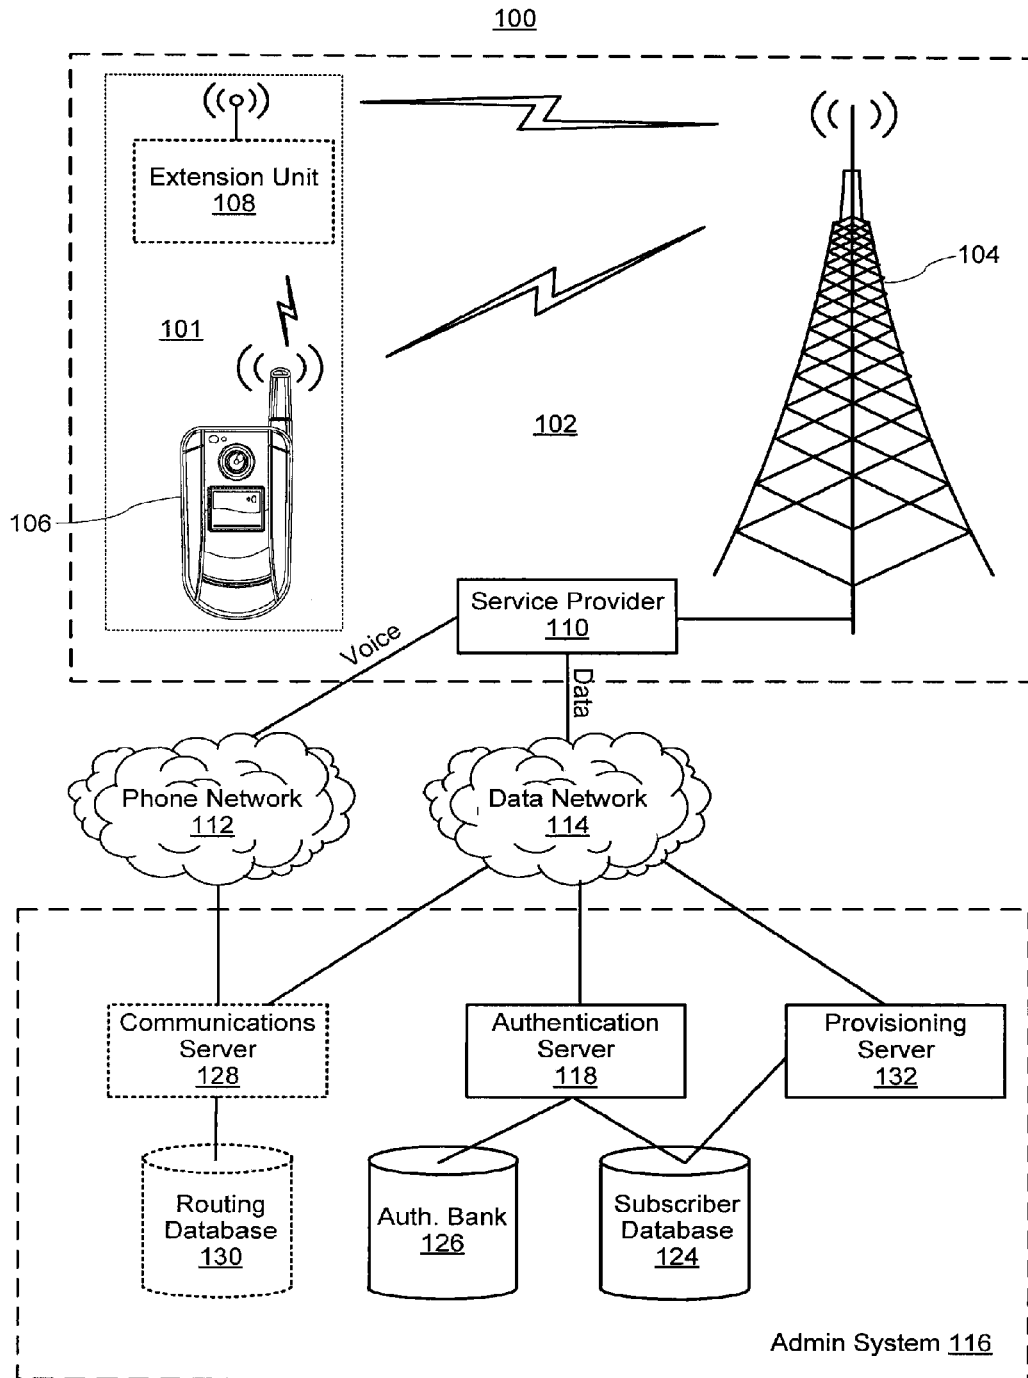 100
Extension Unit
108
104
101
102
106
Service Provider
110
Voice
Data
Phone Network
112
Data Network
114
Communications
Server
128
Authentication
Server
118
Provisioning
Server
132
Routing
Database
130
Auth. Bank
126
Subscriber
Database
124
Admin System 116